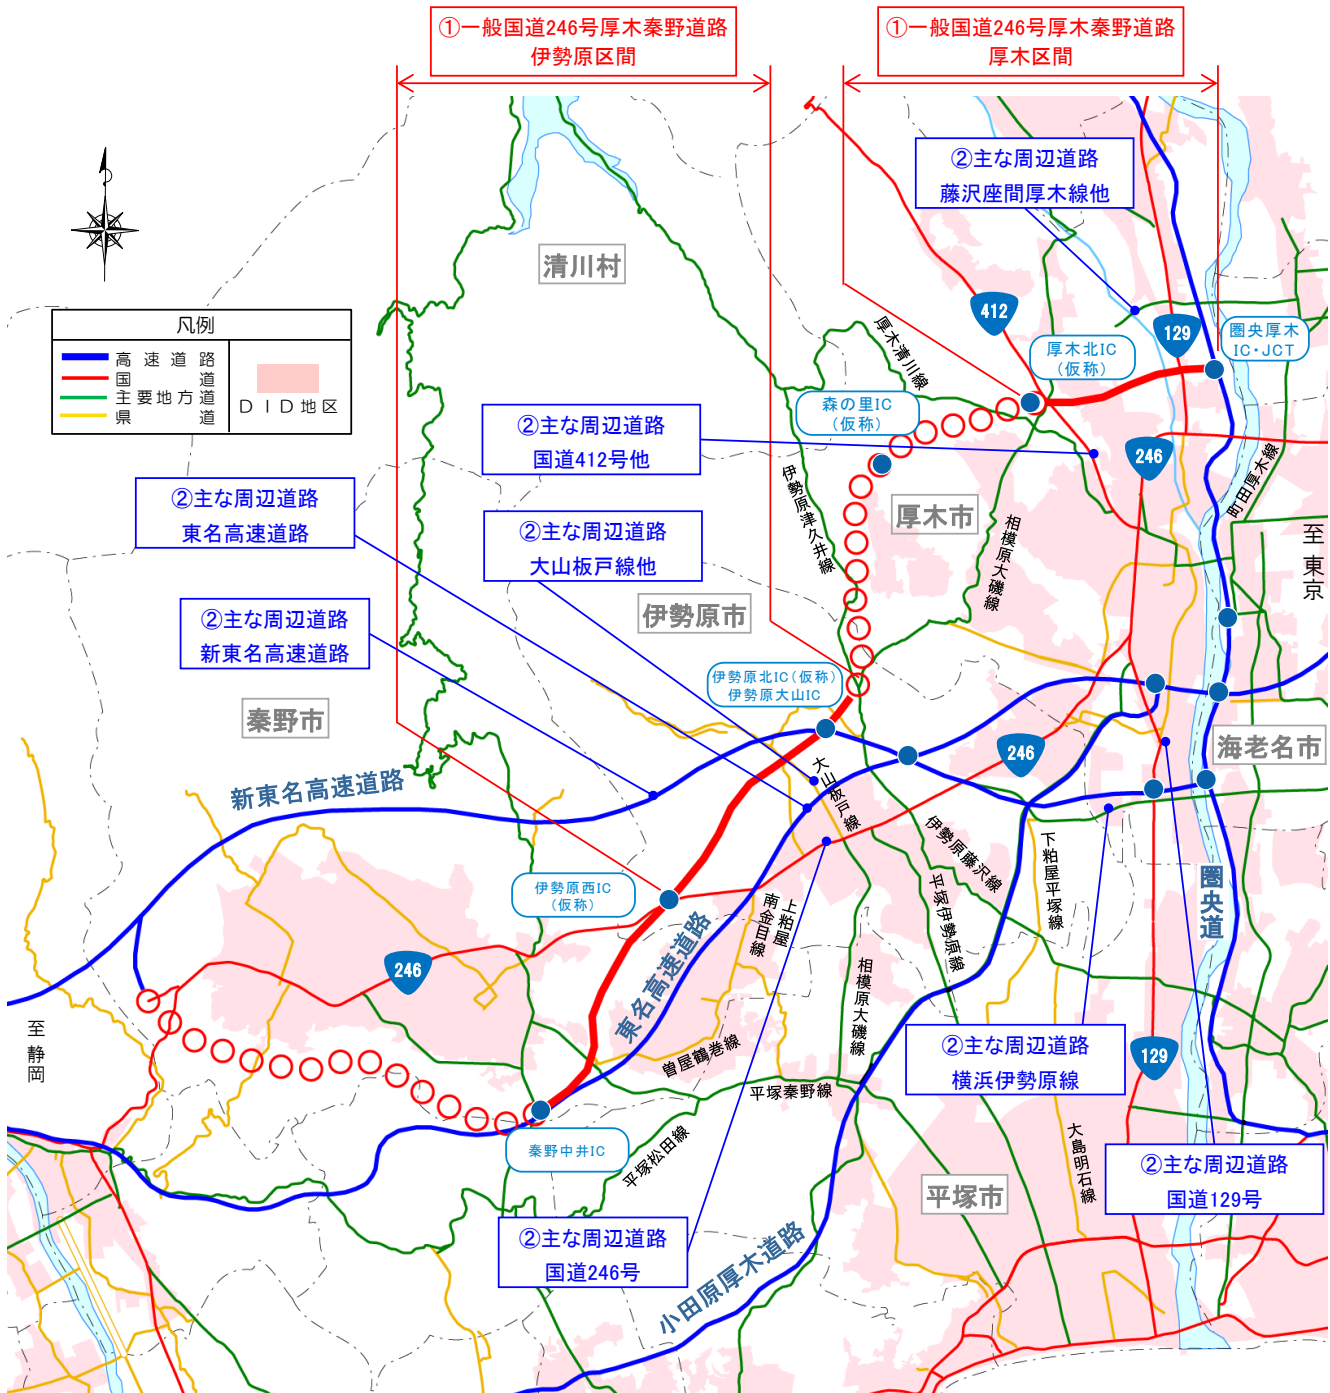 ①一般国道246号厚木秦野道路
伊勢原区間
①一般国道246号厚木秦野道路
厚木区間
②主な周辺道路
藤沢座間厚木線他
清川村
凡例
高速道路
国道
主要地方道
県道
DID地区
412
129
圏央厚木
IC・JCT
厚木北IC
(仮称)
厚木清川線
森の里IC
(仮称)
②主な周辺道路
国道412号他
246
町田厚木線
②主な周辺道路
東名高速道路
伊勢原津久井線
厚木市
相模原大磯線
至東京
②主な周辺道路
大山板戸線他
②主な周辺道路
新東名高速道路
伊勢原市
伊勢原北IC(仮称)
伊勢原大山IC
秦野市
246
海老名市
新東名高速道路
大山板戸線
伊勢原藤沢線
下粕屋平塚線
平塚伊勢原線
圏央道
伊勢原西IC
(仮称)
上粕屋
南金目線
東名高速道路
246
相模原大磯線
至静岡
②主な周辺道路
横浜伊勢原線
129
曽屋鶴巻線
平塚秦野線
秦野中井IC
平塚松田線
大島明石線
②主な周辺道路
国道129号
平塚市
②主な周辺道路
国道246号
小田原厚木道路